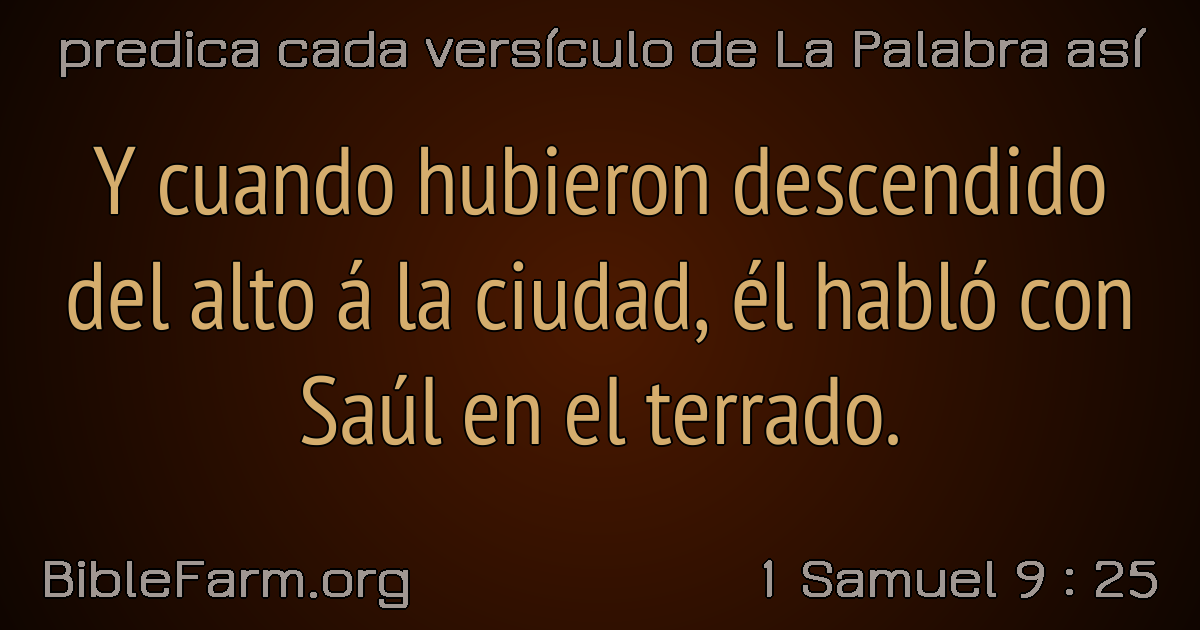 predica cada versículo de La Palabra así
Y cuando hubieron descendido
del alto á la ciudad, él habló con
Saúl en el terrado.
BibleFarm.org
1 Samuel 9 : 25